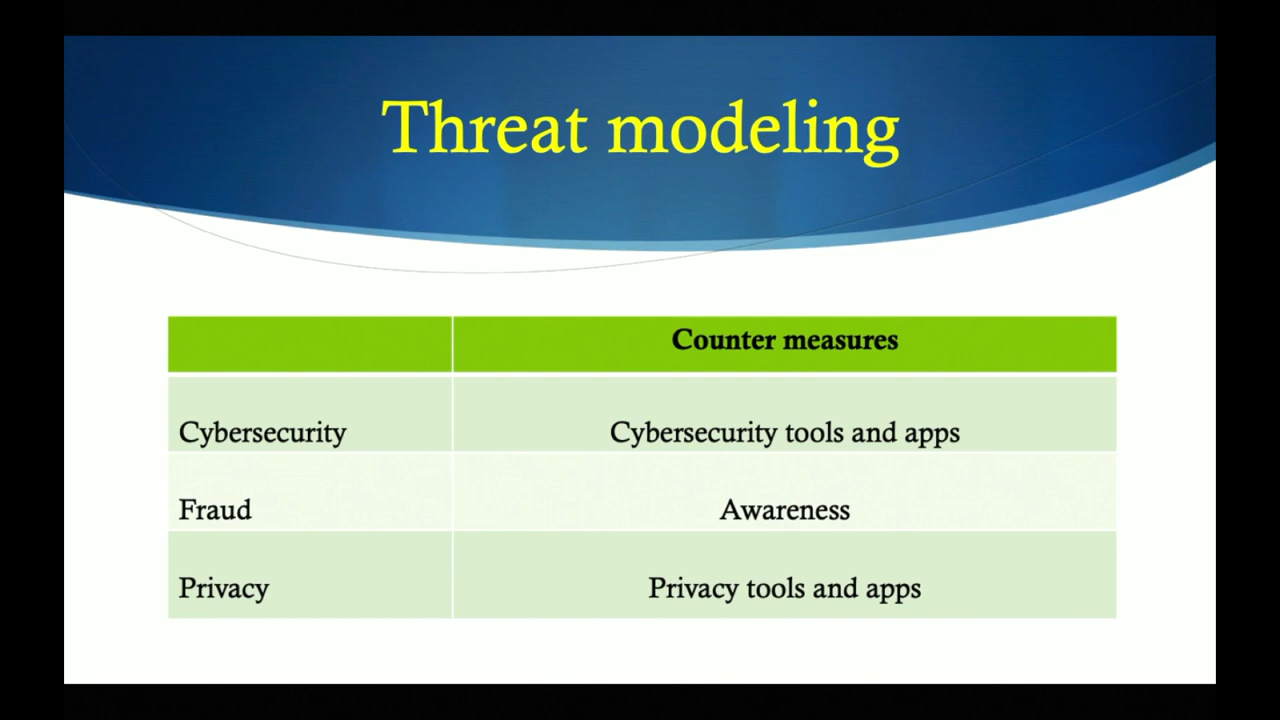 Threat modeling
Counter measures
Cybersecurity Cybersecurity tools and apps
Fraud Awareness
Privacy Privacy tools and apps